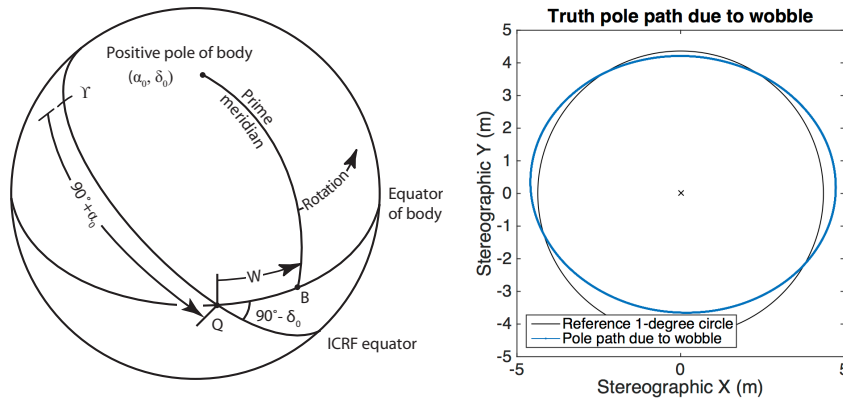 Positive pole of body
(α₀, δ₀)
ϒ
Prime
meridian
Rotation
90°+α₀
Equator
of body
W
B
Q
90°- δ₀
ICRF equator
Truth pole path due to wobble
Stereographic Y (m)
5
4
3
2
1
0
-1
-2
-3
-4
-5
Reference 1-degree circle
Pole path due to wobble
-5
0
5
Stereographic X (m)